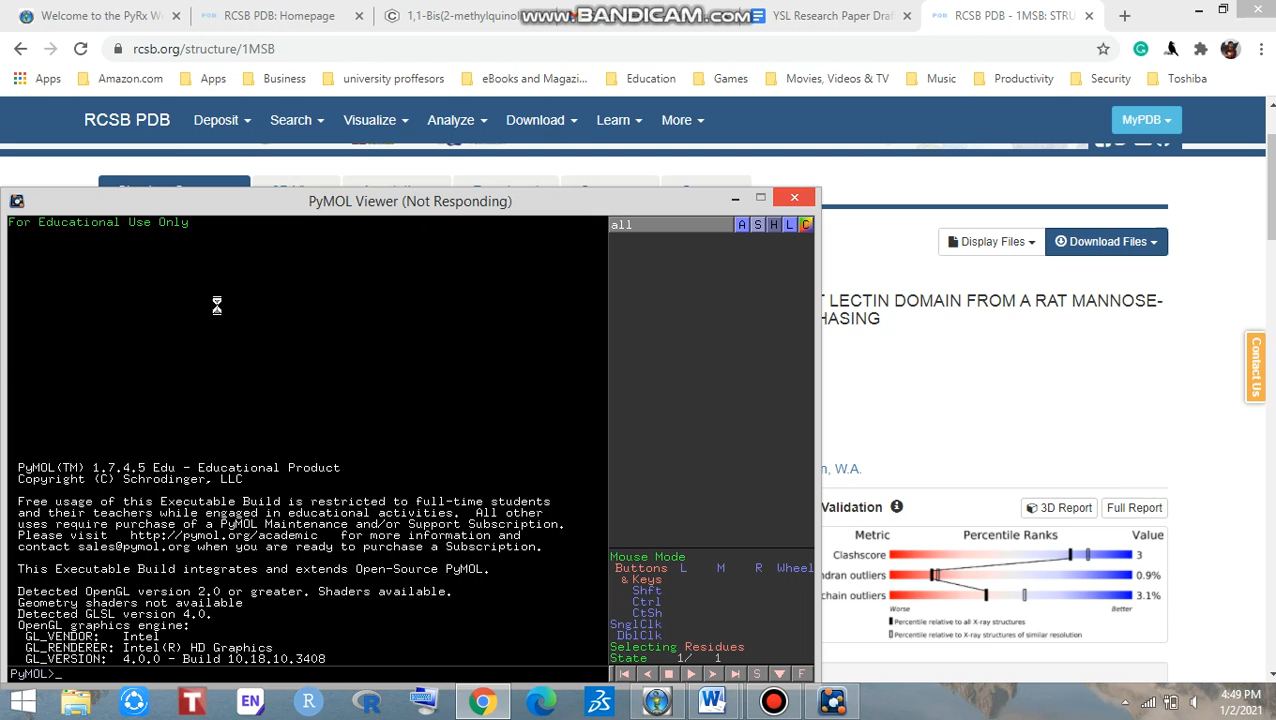 Welcome to the PyRx W
RCSB PDB: Homepage
1,1-Bis(2-methylquinol
www.BANDICAM.com
YSL Research Paper Draf
RCSB PDB - 1MSB: STRU
rcsb.org/structure/1MSB
Apps
Amazon.com
Apps
Business
university proffesors
eBooks and Magazi...
Education
Games
Movies, Videos & TV
Music
Productivity
Security
Toshiba
RCSB PDB
Deposit
Search
Visualize
Analyze
Download
Learn
More
MyPDB
PyMOL Viewer (Not Responding)
For Educational Use Only
all
A S H L C
Display Files
Download Files
T LECTIN DOMAIN FROM A RAT MANNOSE-
HASING
Contact Us
PyMOL(TM) 1.7.4.5 Edu - Educational Product
Copyright (C) Schrodinger, LLC
Free usage of this Executable Build is restricted to full-time students
and their teachers while engaged in educational purposes.  All other
uses require purchase of a PyMOL Maintenance and/or Support Subscription.
Please visit  http://pymol.org/academic  for more information and
contact sales@pymol.org when you are ready to purchase a Subscription.
This Executable Build integrates and extends Open-Source PyMOL.
Detected OpenGL version 2.0 or greater. Shaders available.
Geometry shaders not available
Detected GLSL version 4.0.
OpenGL graphics engine:
GL_VENDOR:   Intel
GL_RENDERER: Intel(R) HD Graphics
GL_VERSION:  4.0.0 - Build 10.18.10.3408
PyMOL>_
Mouse Mode
Buttons L M R Wheel
& Keys
Shft
Ctrl
CtSh
SnglClk
DblClk
Selecting Residues
State 1/ 1
S
F
n, W.A.
Validation
3D Report
Full Report
Metric
Percentile Ranks
Value
Clashscore
3
ndran outliers
0.9%
chain outliers
3.1%
Worse
Better
Percentile relative to all X-ray structures
Percentile relative to X-ray structures of similar resolution
EN
4:49 PM
1/2/2021